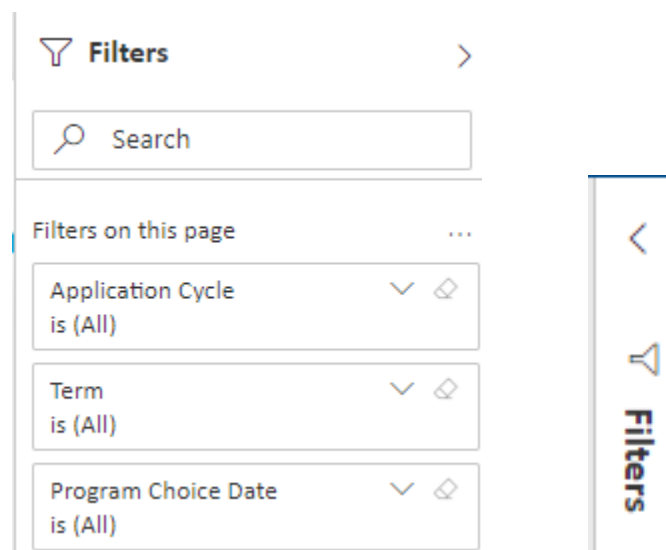 Filters
Search
Filters on this page
Application Cycle
is (All)
Term
is (All)
Program Choice Date
is (All)
Filters